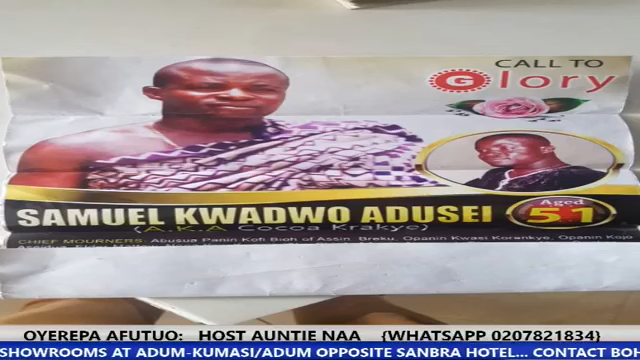 CALL TO
Glory
SAMUEL KWADWO ADUSEI
Aged
51
(A.K.A Cocoa Krakye)
CHIEF MOURNERS: Abusua Panin Kofi Bioh of Assin Breku, Opanin Kwasi Korankye, Opanin Kojo
OYEREPA AFUTUO: HOST AUNTIE NAA {WHATSAPP 0207821834}
SHOWROOMS AT ADUM-KUMASI/ADUM OPPOSITE SANBRA HOTEL... CONTACT BO